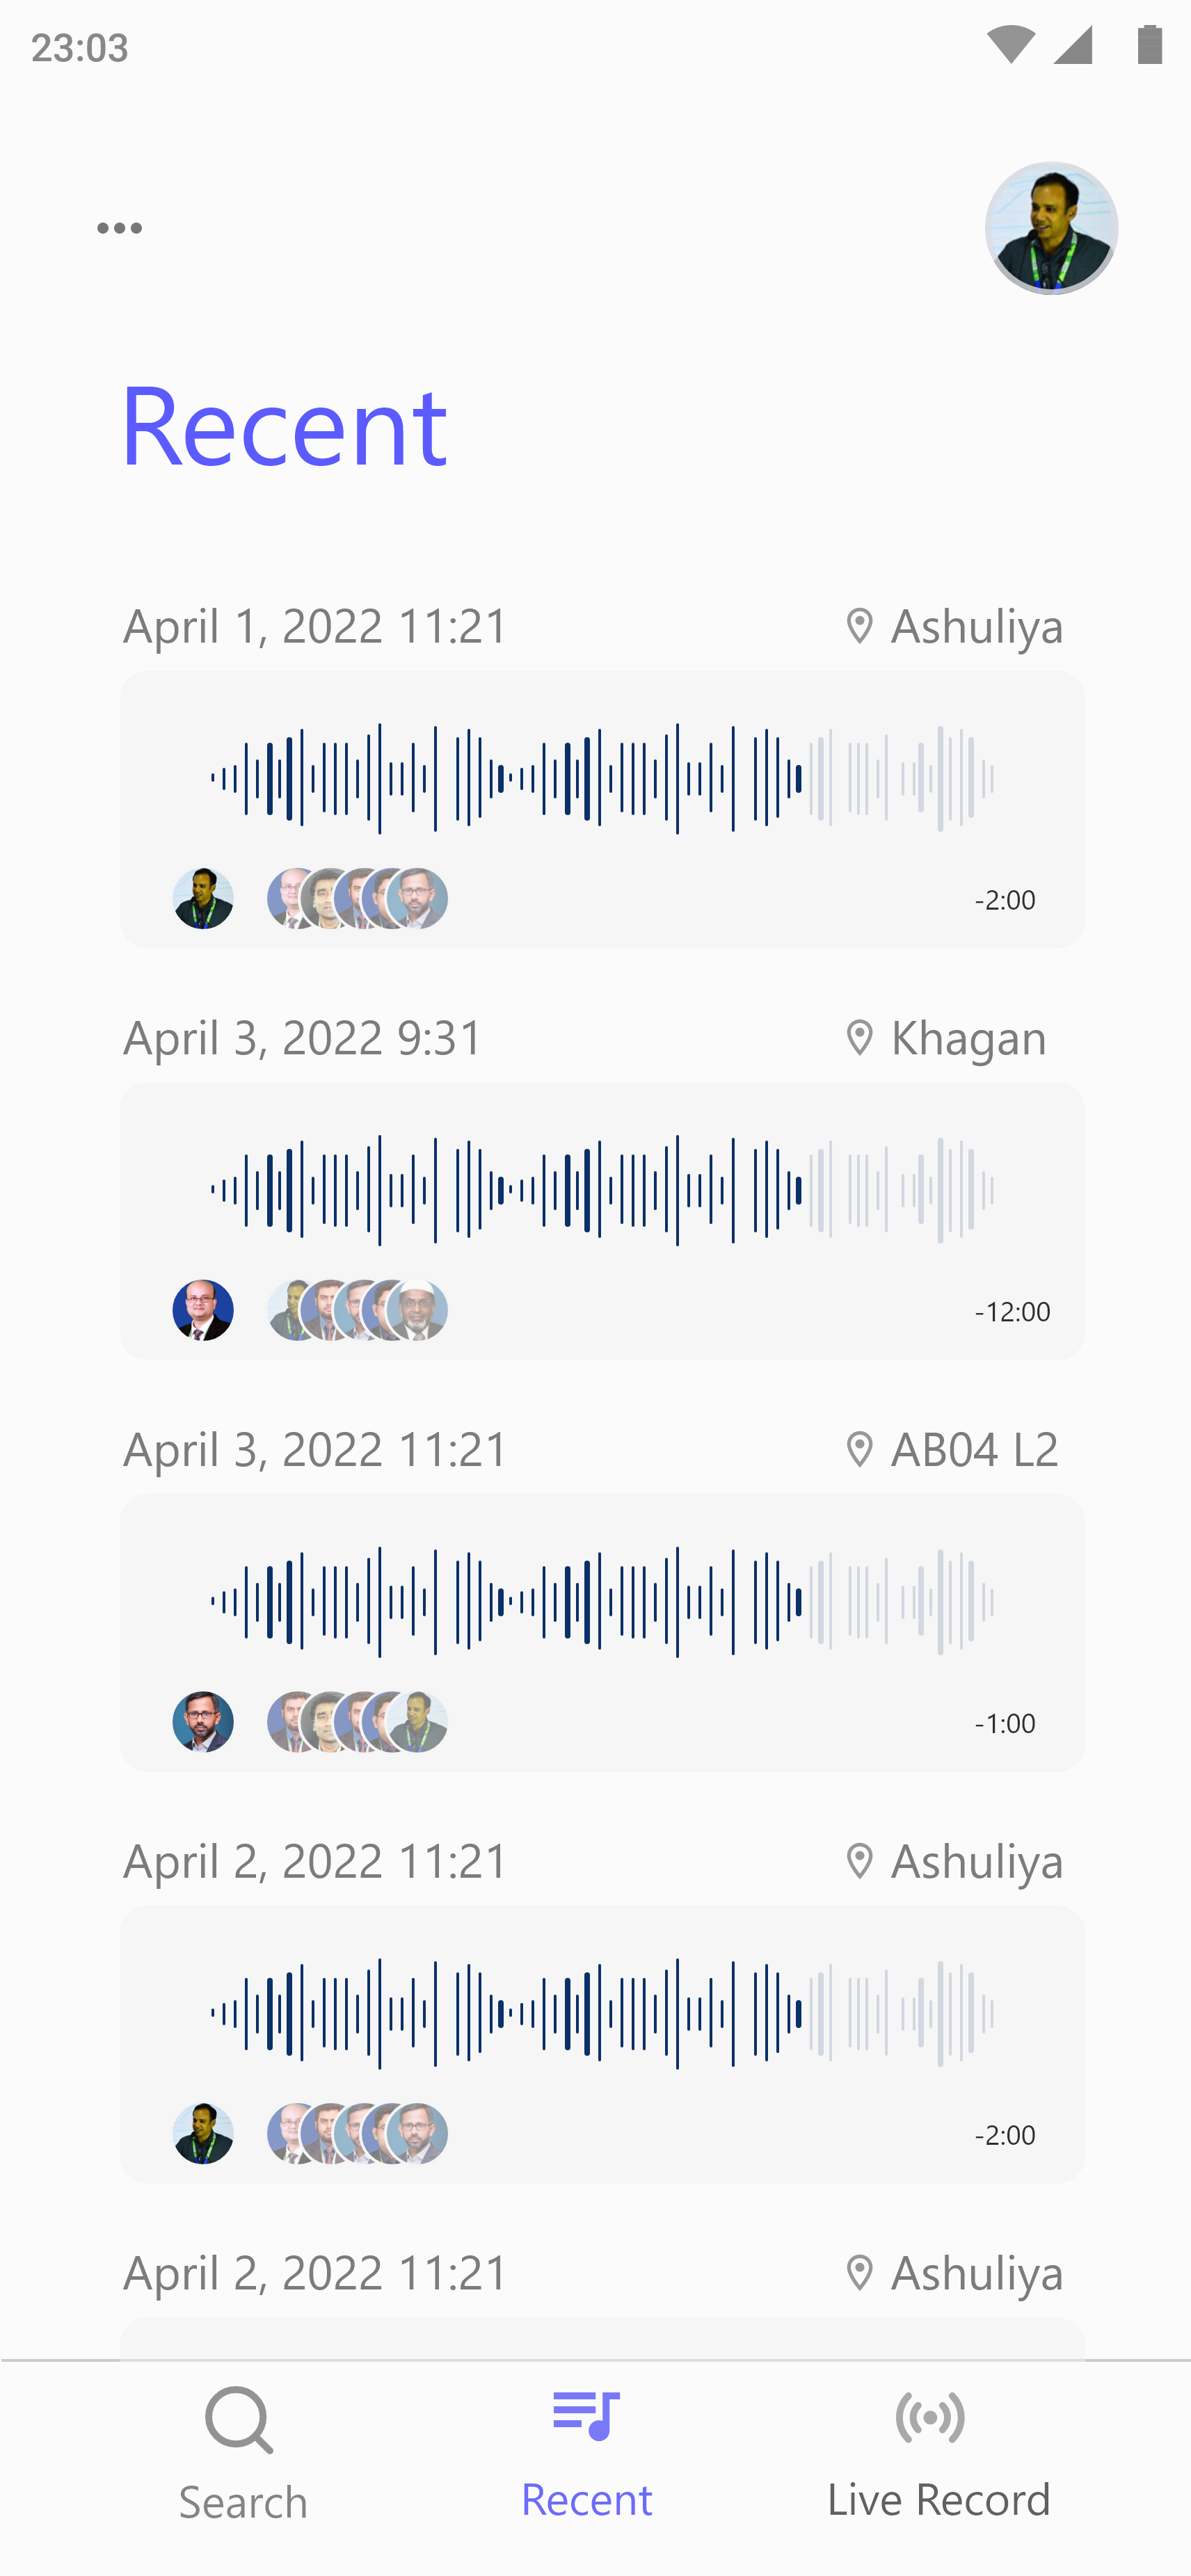 23:03
Recent
April 1, 2022 11:21 Ashuliya
-2:00
April 3, 2022 9:31 Khagan
-12:00
April 3, 2022 11:21 AB04 L2
-1:00
April 2, 2022 11:21 Ashuliya
-2:00
April 2, 2022 11:21 Ashuliya
Search Recent Live Record